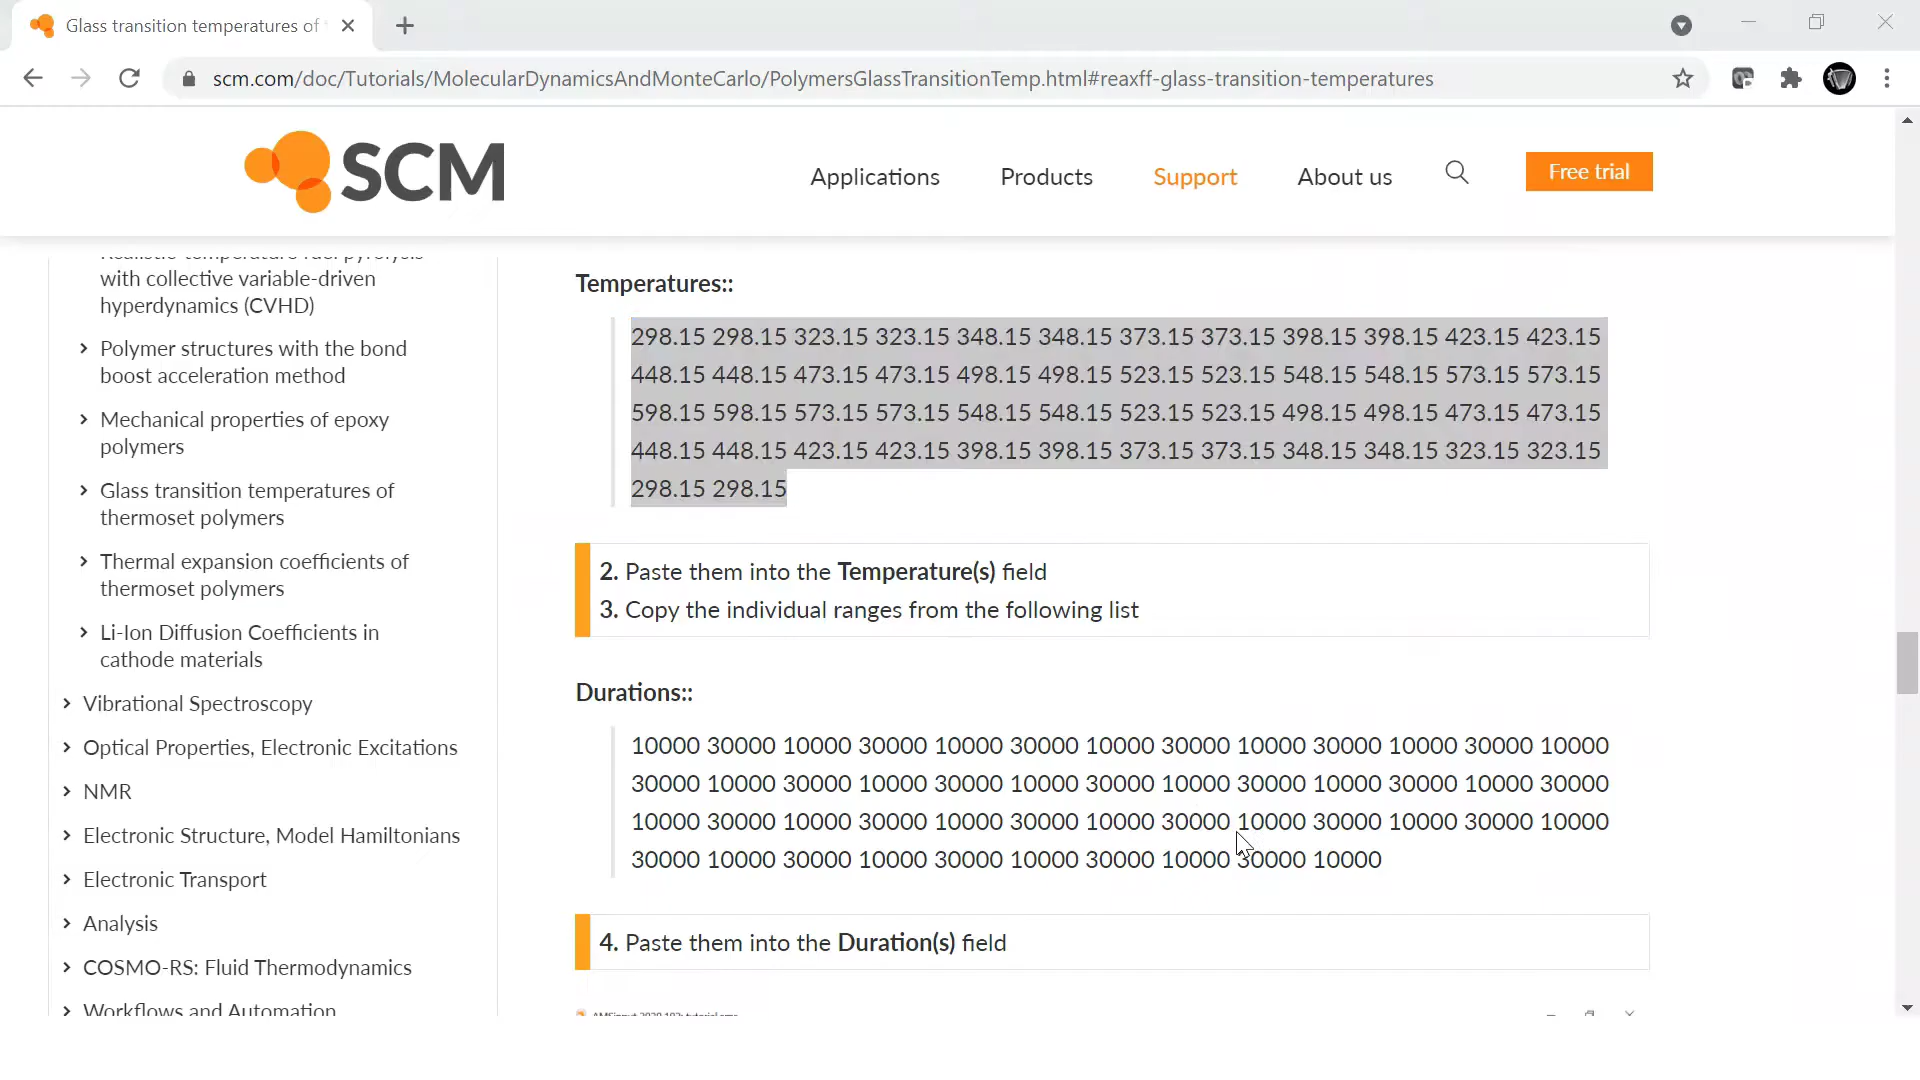 Glass transition temperatures of
scm.com/doc/Tutorials/MolecularDynamicsAndMonteCarlo/PolymersGlassTransitionTemp.html#reaxff-glass-transition-temperatures
SCM
Applications
Products
Support
About us
Free trial
Realistic-temperature fuel pyrolysis
with collective variable-driven
hyperdynamics (CVHD)
Polymer structures with the bond
boost acceleration method
Mechanical properties of epoxy
polymers
Glass transition temperatures of
thermoset polymers
Thermal expansion coefficients of
thermoset polymers
Li-Ion Diffusion Coefficients in
cathode materials
Vibrational Spectroscopy
Optical Properties, Electronic Excitations
NMR
Electronic Structure, Model Hamiltonians
Electronic Transport
Analysis
COSMO-RS: Fluid Thermodynamics
Workflows and Automation
Temperatures::
298.15 298.15 323.15 323.15 348.15 348.15 373.15 373.15 398.15 398.15 423.15 423.15
448.15 448.15 473.15 473.15 498.15 498.15 523.15 523.15 548.15 548.15 573.15 573.15
598.15 598.15 573.15 573.15 548.15 548.15 523.15 523.15 498.15 498.15 473.15 473.15
448.15 448.15 423.15 423.15 398.15 398.15 373.15 373.15 348.15 348.15 323.15 323.15
298.15 298.15
2. Paste them into the Temperature(s) field
3. Copy the individual ranges from the following list
Durations::
10000 30000 10000 30000 10000 30000 10000 30000 10000 30000 10000 30000 10000
30000 10000 30000 10000 30000 10000 30000 10000 30000 10000 30000 10000 30000
10000 30000 10000 30000 10000 30000 10000 30000 10000 30000 10000 30000 10000
30000 10000 30000 10000 30000 10000 30000 10000 30000 10000
4. Paste them into the Duration(s) field